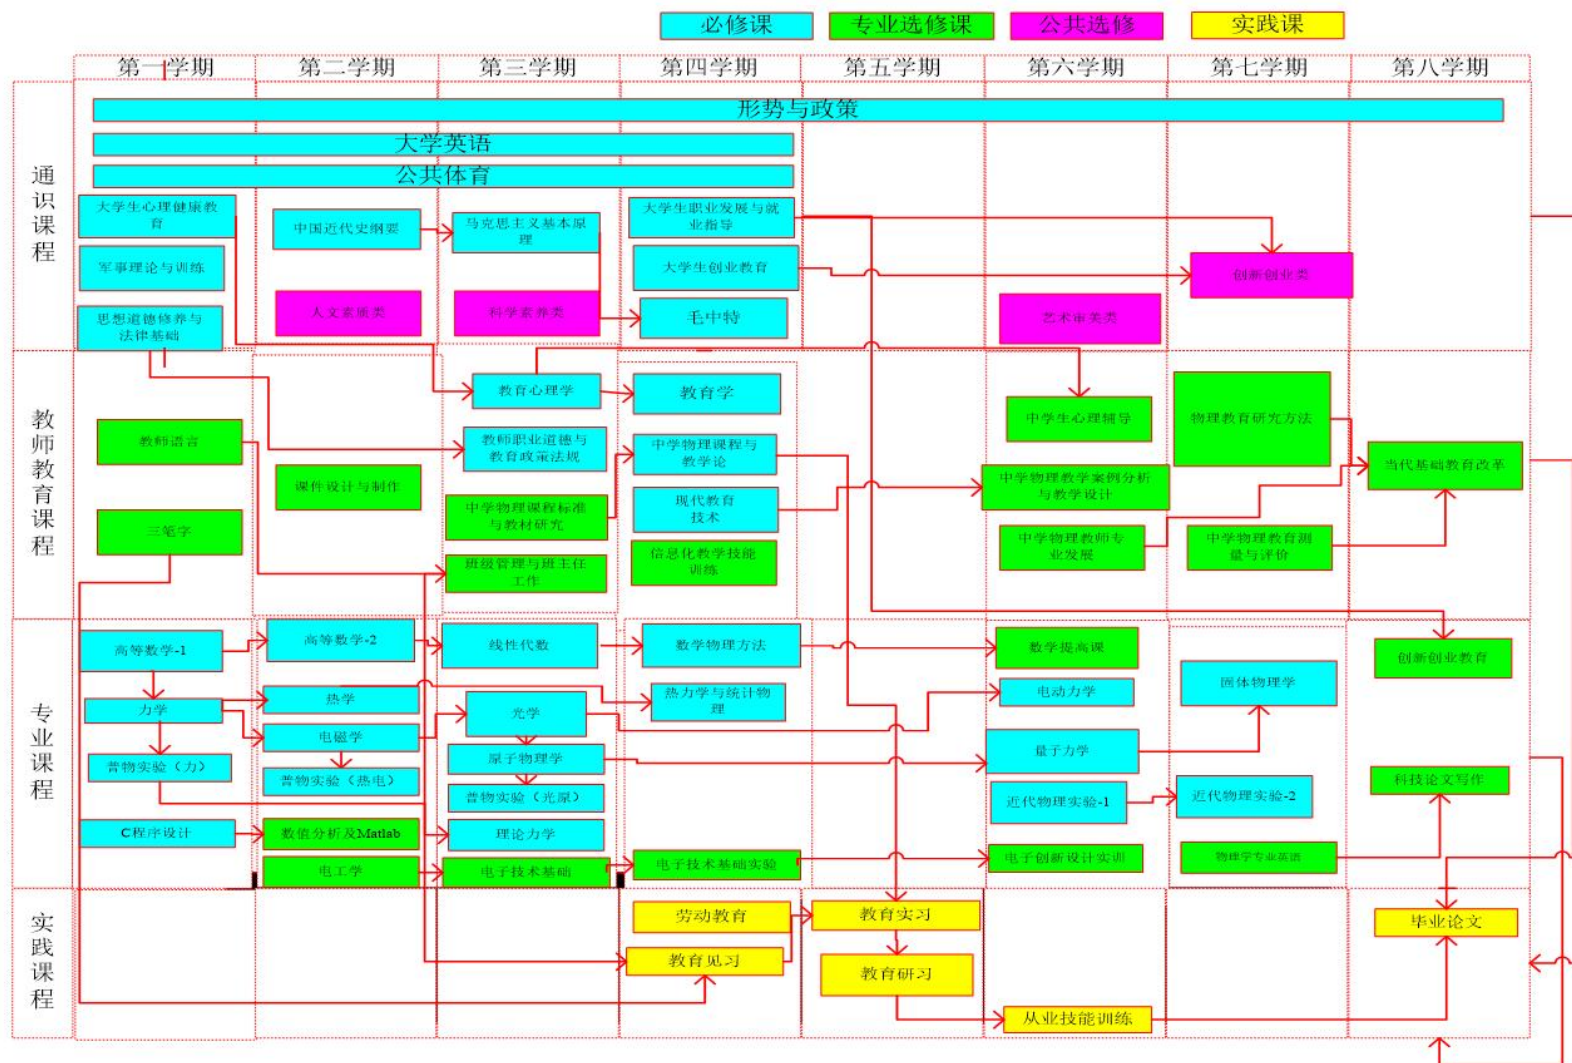 必修课
专业选修课
公共选修
实践课
第一学期
第二学期
第三学期
第四学期
第五学期
第六学期
第七学期
第八学期
通识课程
形势与政策
大学英语
公共体育
大学生心理健康教
育
中国近代史纲要
马克思主义基本原
理
大学生职业发展与就
业指导
军事理论与训练
大学生创业教育
创新创业类
思想道德修养与
法律基础
人文素质类
科学素养类
毛中特
艺术审美类
教师教育课程
教育心理学
教育学
中学生心理辅导
物理教育研究方法
教师语言
教师职业道德与
教育政策法规
中学物理课程与
教学论
当代基础教育改革
课件设计与制作
中学物理教学案例分析
与教学设计
三笔字
中学物理课程标准
与教材研究
现代教育
技术
中学物理教师专
业发展
中学物理教育测
量与评价
班级管理与班主任
工作
信息化教学技能
训练
专业课程
高等数学-1
高等数学-2
线性代数
数学物理方法
数学提高课
创新创业教育
力学
热学
光学
热力学与统计物
理
电动力学
固体物理学
电磁学
原子物理学
量子力学
普物实验（力）
普物实验（热电）
普物实验（光原）
近代物理实验-1
近代物理实验-2
科技论文写作
C程序设计
数值分析及Matlab
理论力学
电工学
电子技术基础
电子技术基础实验
电子创新设计实训
物理学专业英语
实践课程
劳动教育
教育实习
毕业论文
教育见习
教育研习
从业技能训练